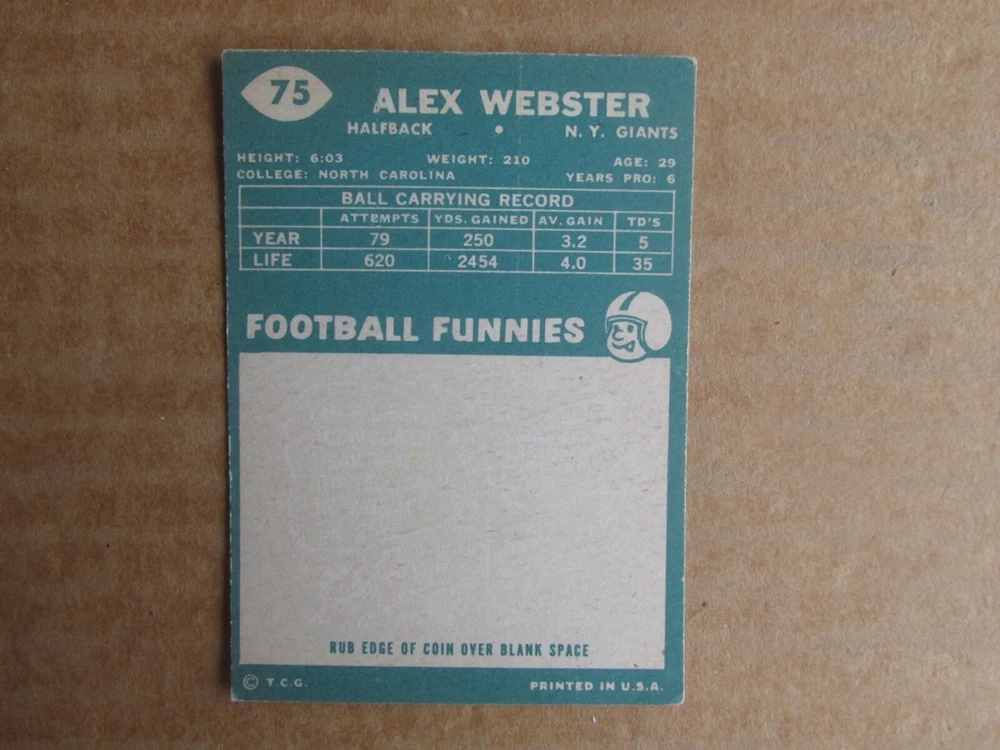 75
ALEX WEBSTER
HALFBACK • N. Y. GIANTS
HEIGHT: 6:03 WEIGHT: 210 AGE: 29
COLLEGE: NORTH CAROLINA YEARS PRO: 6
BALL CARRYING RECORD
ATTEMPTS YDS. GAINED AV. GAIN TD'S
YEAR 79 250 3.2 5
LIFE 620 2454 4.0 35
FOOTBALL FUNNIES
RUB EDGE OF COIN OVER BLANK SPACE
© T.C.G. PRINTED IN U.S.A.